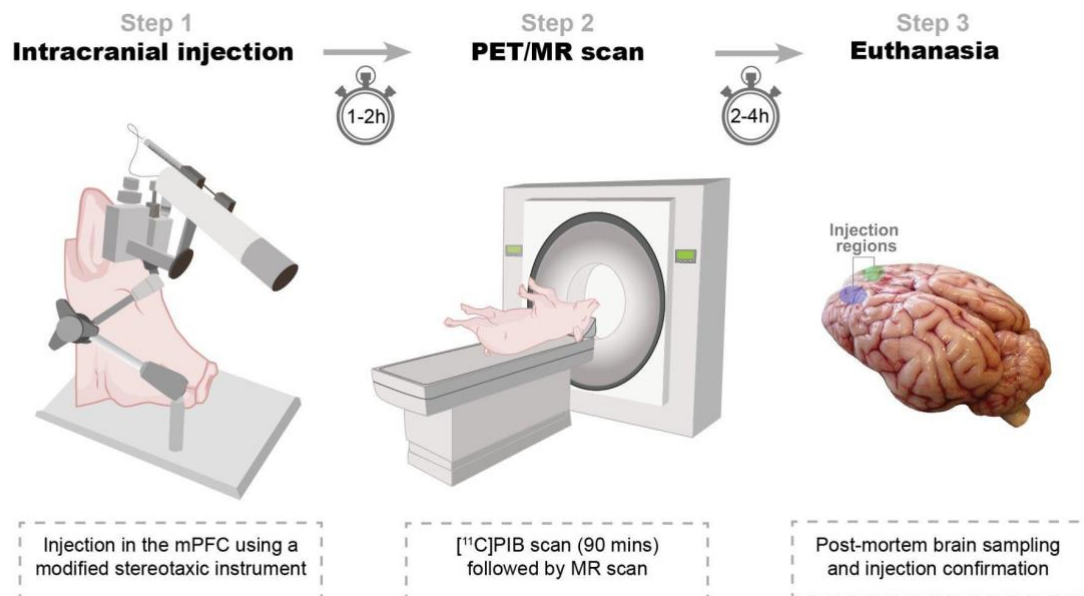 Step 1
Intracranial injection
1-2h
Step 2
PET/MR scan
2-4h
Step 3
Euthanasia
Injection
regions
Injection in the mPFC using a
modified stereotaxic instrument
[¹¹C]PIB scan (90 mins)
followed by MR scan
Post-mortem brain sampling
and injection confirmation